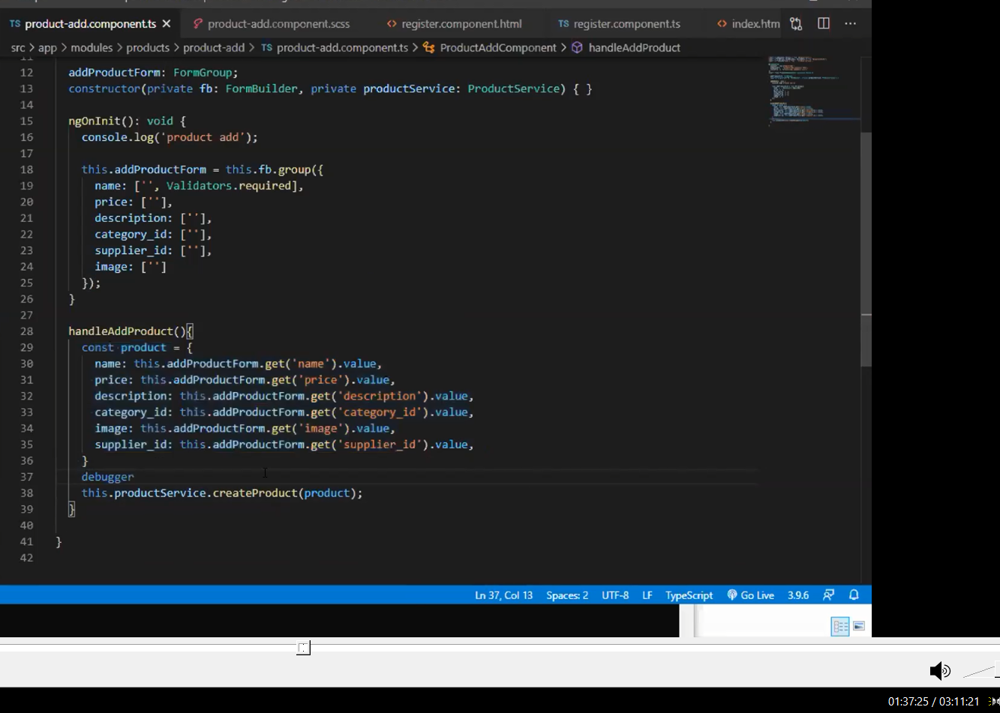 TS product-add.component.ts × product-add.component.scss <> register.component.html TS register.component.ts <> index.htm ···
src > app > modules > products > product-add > TS product-add.component.ts > ProductAddComponent > handleAddProduct
11
12 addProductForm: FormGroup;
13 constructor(private fb: FormBuilder, private productService: ProductService) { }
14
15 ngOnInit(): void {
16 console.log('product add');
17
18 this.addProductForm = this.fb.group({
19 name: ['', Validators.required],
20 price: [''],
21 description: [''],
22 category_id: [''],
23 supplier_id: [''],
24 image: ['']
25 });
26 }
27
28 handleAddProduct(){
29 const product = {
30 name: this.addProductForm.get('name').value,
31 price: this.addProductForm.get('price').value,
32 description: this.addProductForm.get('description').value,
33 category_id: this.addProductForm.get('category_id').value,
34 image: this.addProductForm.get('image').value,
35 supplier_id: this.addProductForm.get('supplier_id').value,
36 }
37 debugger
38 this.productService.createProduct(product);
39 }
40
41 }
42
Ln 37, Col 13 Spaces: 2 UTF-8 LF TypeScript Go Live 3.9.6
01:37:25 / 03:11:21